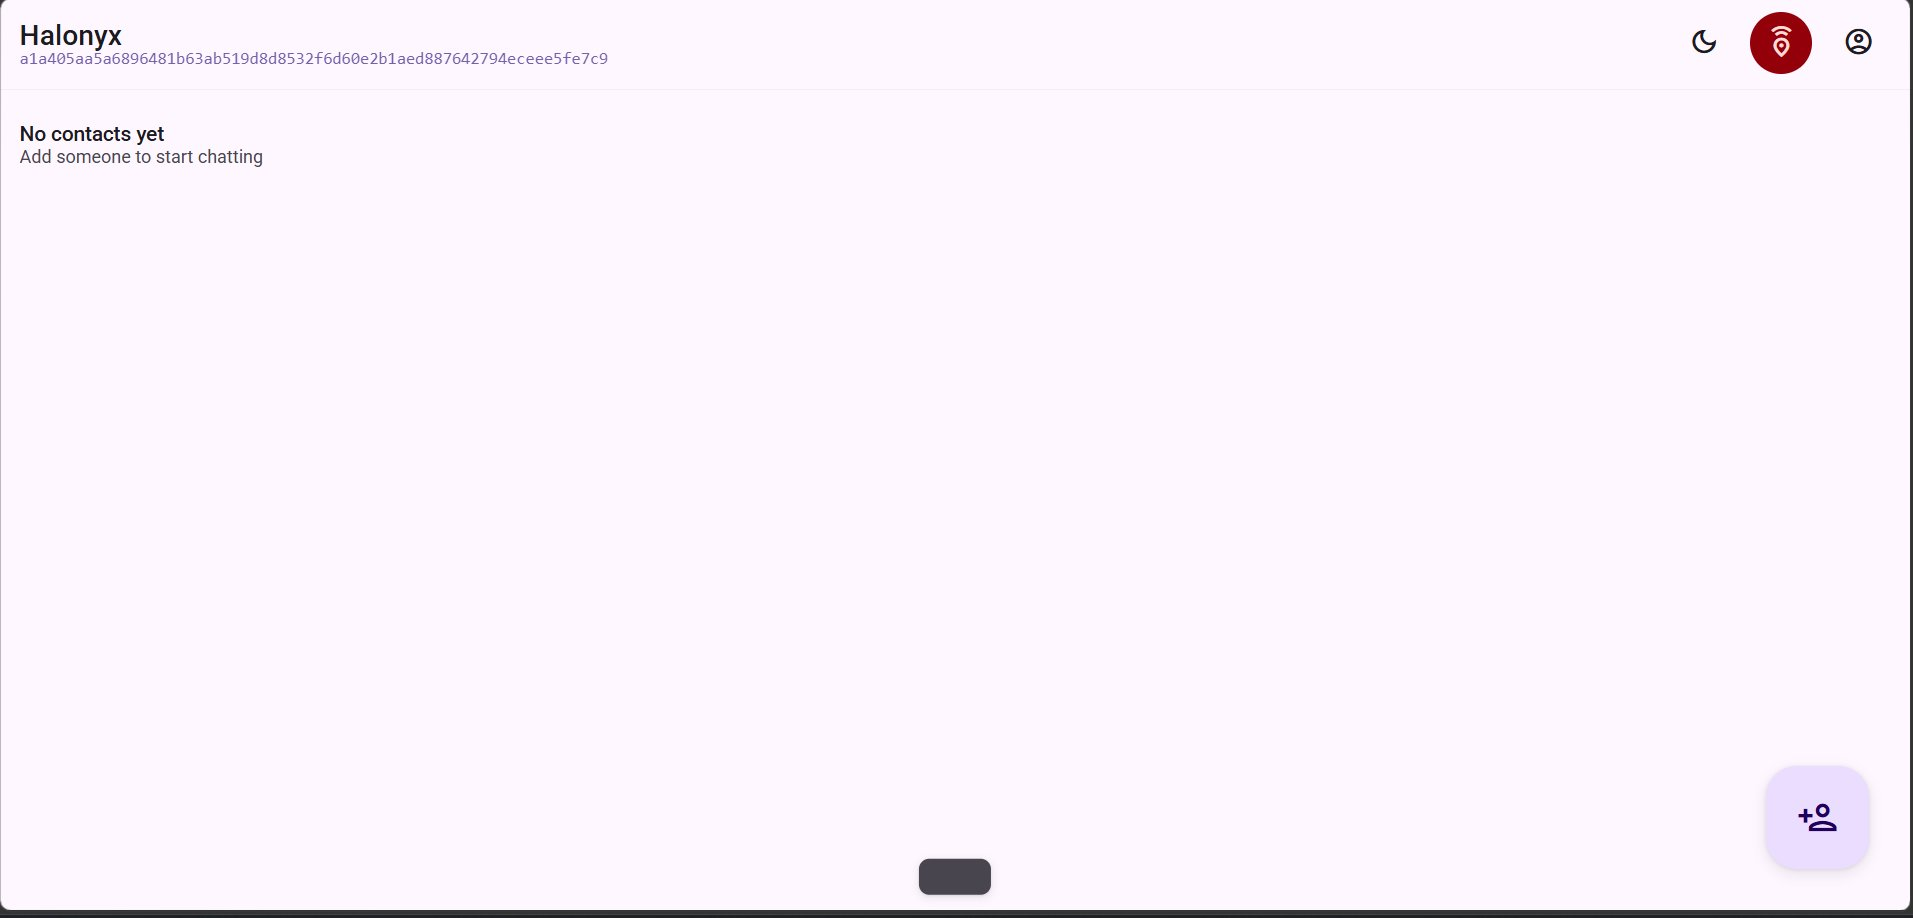 Halonyx
a1a405aa5a6896481b63ab519d8d8532f6d60e2b1aed887642794eceee5fe7c9
No contacts yet
Add someone to start chatting